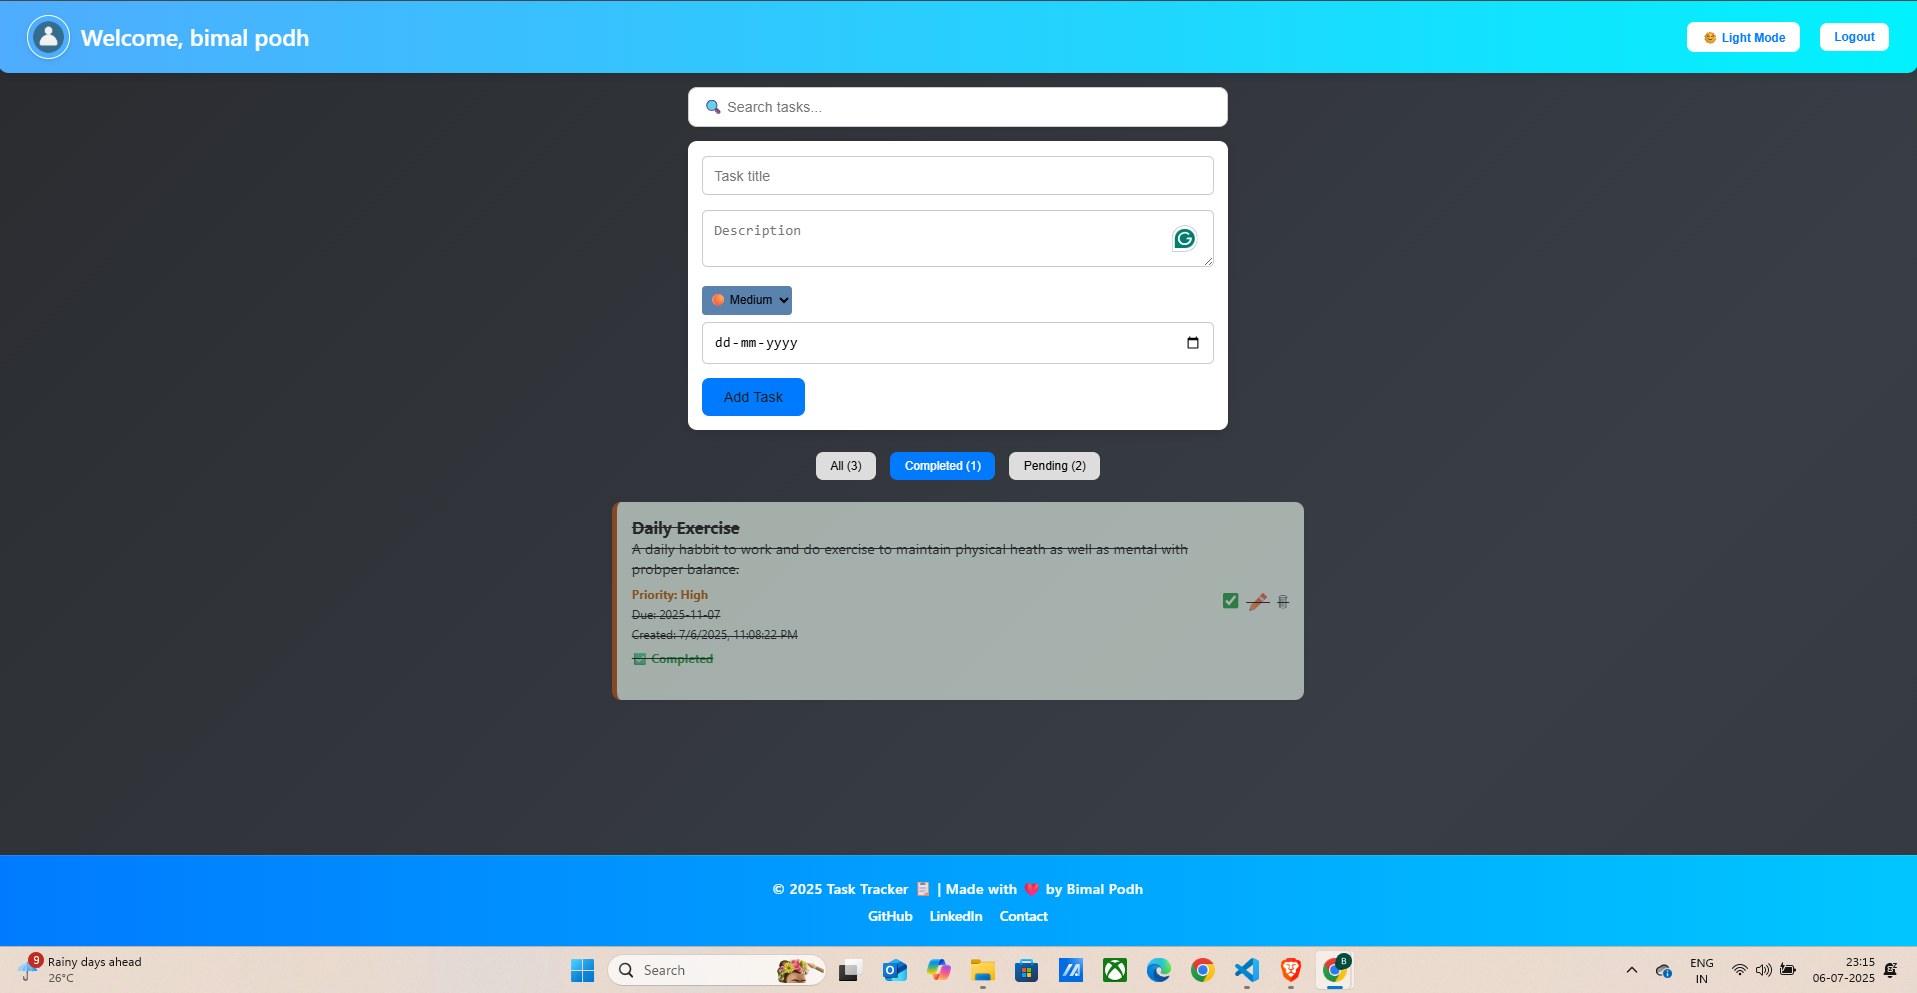 Welcome, bimal podh
Light Mode
Logout
Search tasks...
Task title
Description
Medium
dd-mm-yyyy
Add Task
All (3)
Completed (1)
Pending (2)
Daily Exercise
A daily habbit to work and do exercise to maintain physical heath as well as mental with
probper balance.
Priority: High
Due: 2025-11-07
Created: 7/6/2025, 11:08:22 PM
Completed
© 2025 Task Tracker | Made with by Bimal Podh
GitHub LinkedIn Contact
9
Rainy days ahead
26°C
Search
B
ENG
IN
23:15
06-07-2025